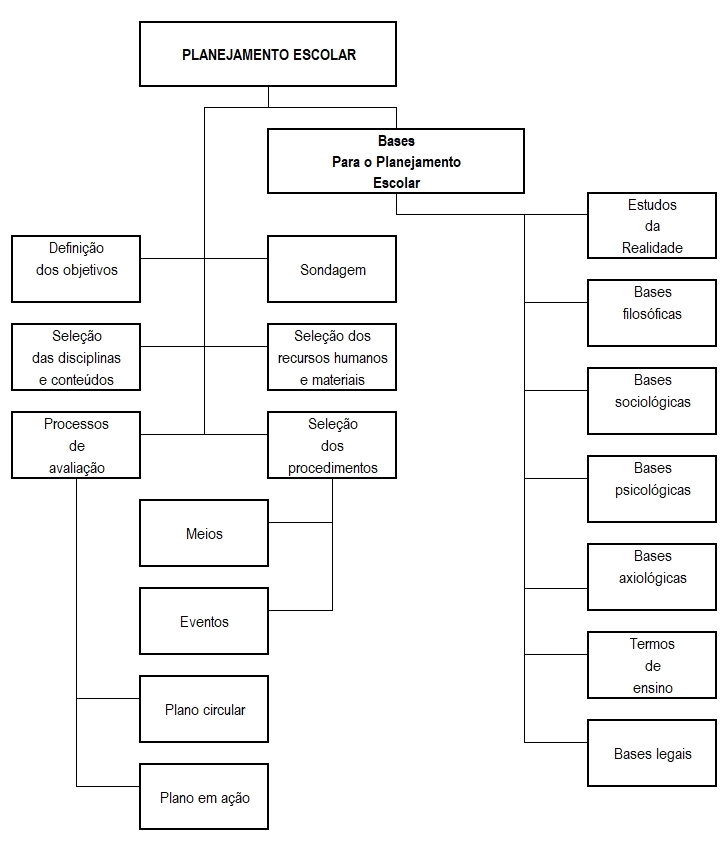 PLANEJAMENTO ESCOLAR
Bases
Para o Planejamento
Escolar
Estudos
da
Realidade
Definição
dos objetivos
Sondagem
Bases
filosóficas
Seleção
das disciplinas
e conteúdos
Seleção dos
recursos humanos
e materiais
Bases
sociológicas
Processos
de
avaliação
Seleção
dos
procedimentos
Bases
psicológicas
Meios
Bases
axiológicas
Eventos
Termos
de
ensino
Plano circular
Bases legais
Plano em ação